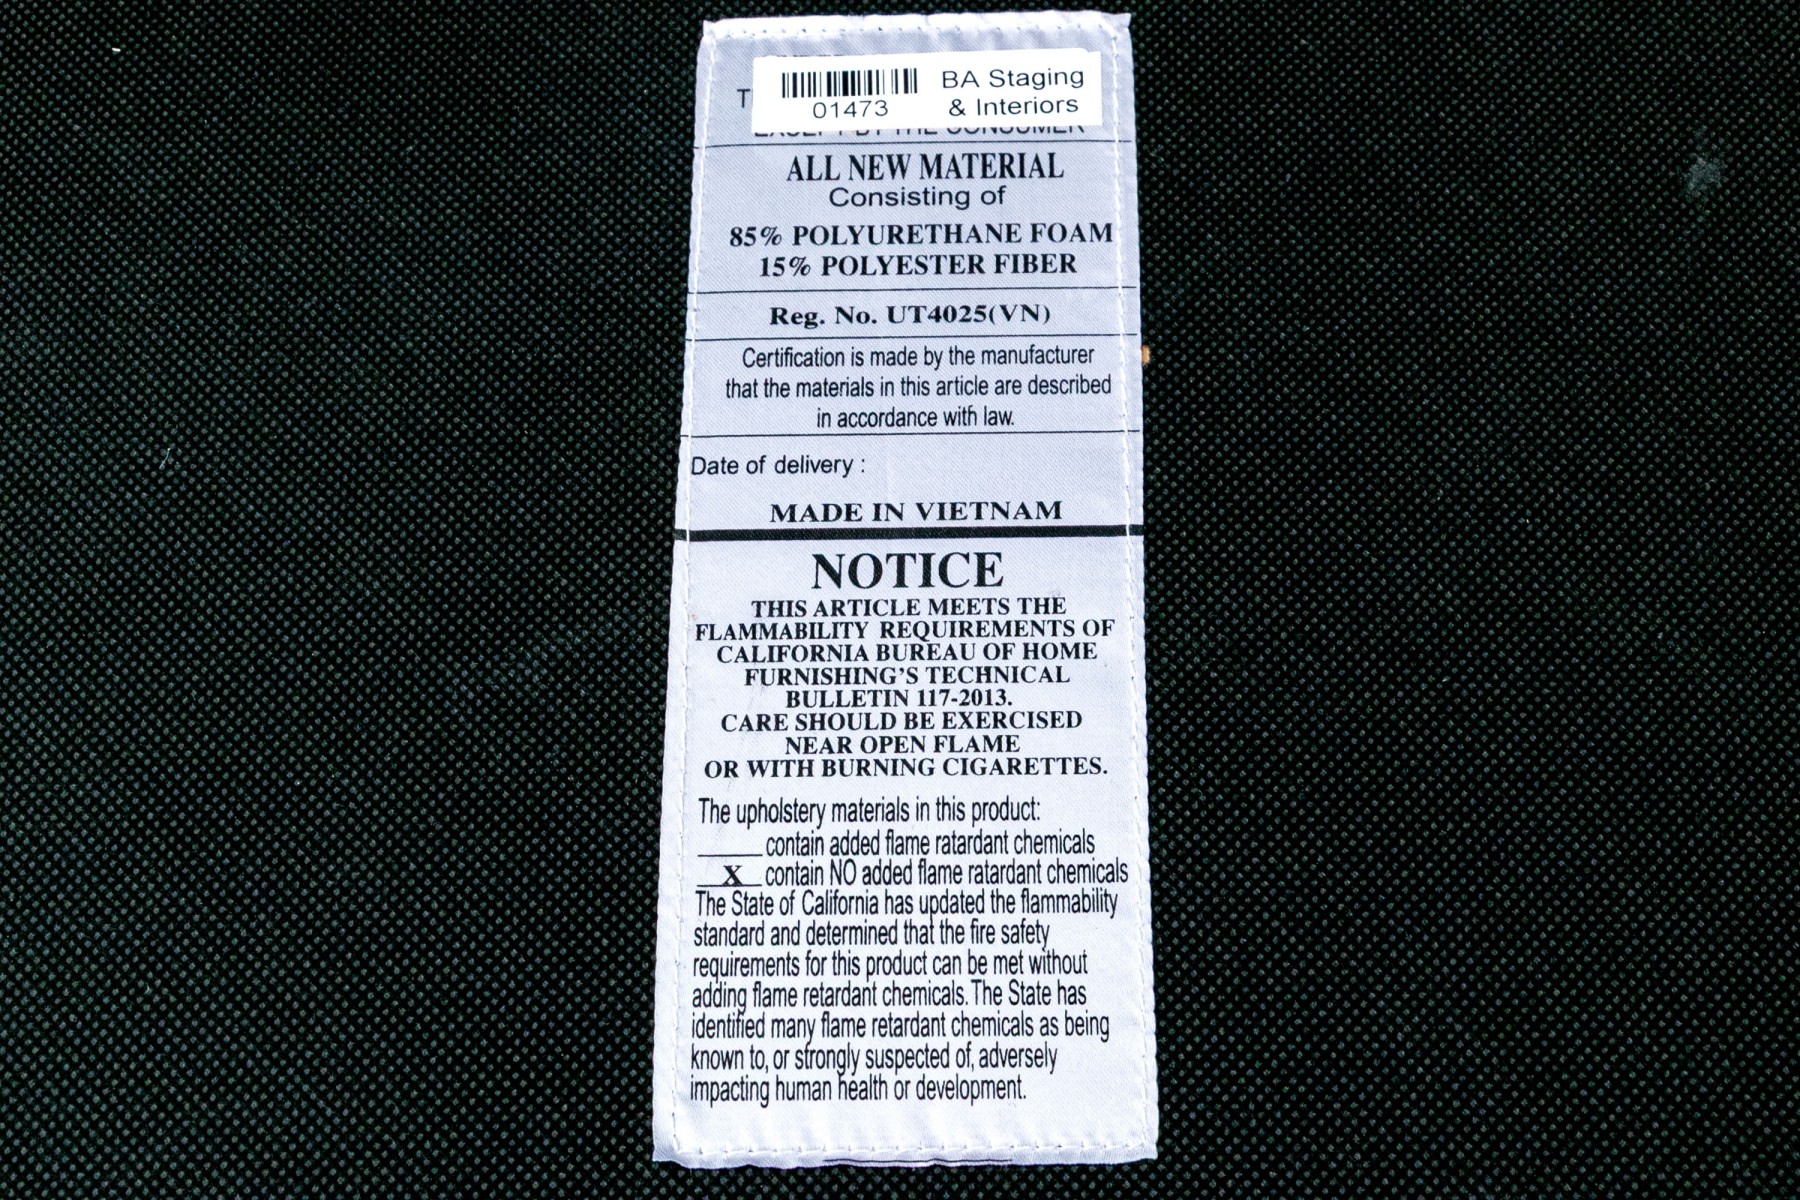 01473
BA Staging
& Interiors
EXCEPT BY THE CONSUMER
ALL NEW MATERIAL
Consisting of
85% POLYURETHANE FOAM
15% POLYESTER FIBER
Reg. No. UT4025(VN)
Certification is made by the manufacturer
that the materials in this article are described
in accordance with law.
Date of delivery :
MADE IN VIETNAM
NOTICE
THIS ARTICLE MEETS THE
FLAMMABILITY REQUIREMENTS OF
CALIFORNIA BUREAU OF HOME
FURNISHING'S TECHNICAL
BULLETIN 117-2013.
CARE SHOULD BE EXERCISED
NEAR OPEN FLAME
OR WITH BURNING CIGARETTES.
The upholstery materials in this product:
_____ contain added flame ratardant chemicals
__X__ contain NO added flame ratardant chemicals
The State of California has updated the flammability
standard and determined that the fire safety
requirements for this product can be met without
adding flame retardant chemicals. The State has
identified many flame retardant chemicals as being
known to, or strongly suspected of, adversely
impacting human health or development.